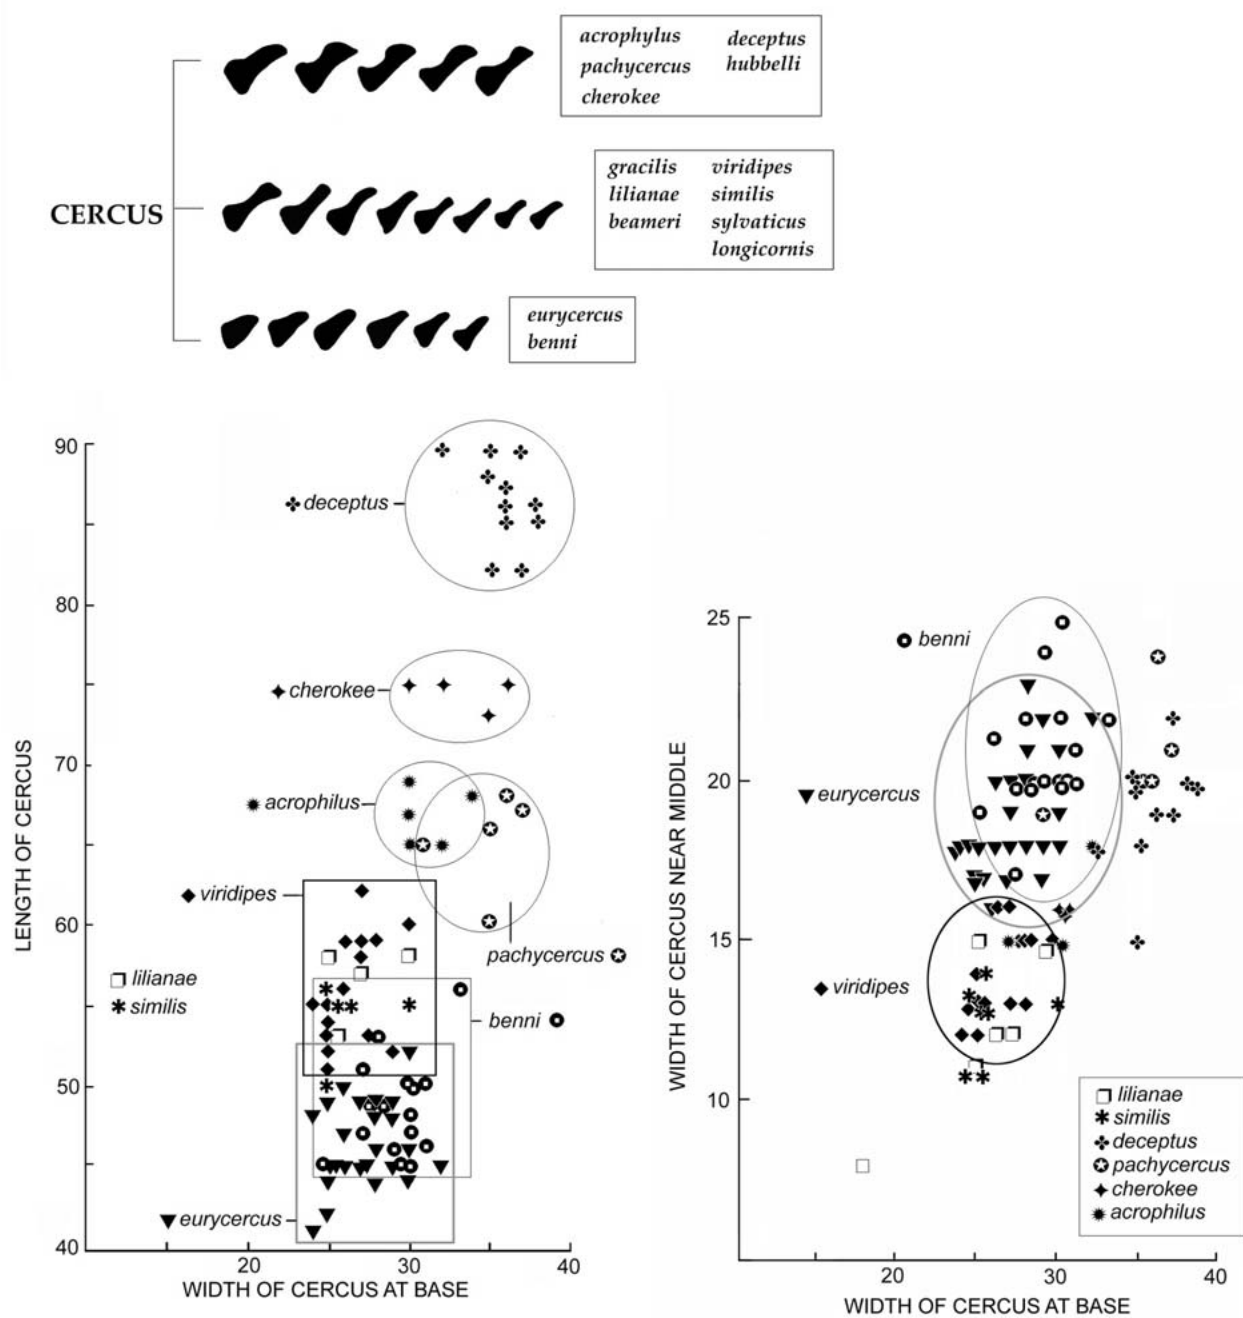 acrophylus deceptus
pachycercus hubbelli
cherokee
CERCUS
gracilis viridipes
lilianae similis
beameri sylvaticus
longicornis
eurycercus
benni
90
80
70
60
50
40
LENGTH OF CERCUS
deceptus
cherokee
acrophilus
viridipes
pachycercus
lilianae
similis
benni
eurycercus
20 30 40
WIDTH OF CERCUS AT BASE
25
20
15
10
WIDTH OF CERCUS NEAR MIDDLE
benni
eurycercus
viridipes
lilianae
similis
deceptus
pachycercus
cherokee
acrophilus
20 30 40
WIDTH OF CERCUS AT BASE